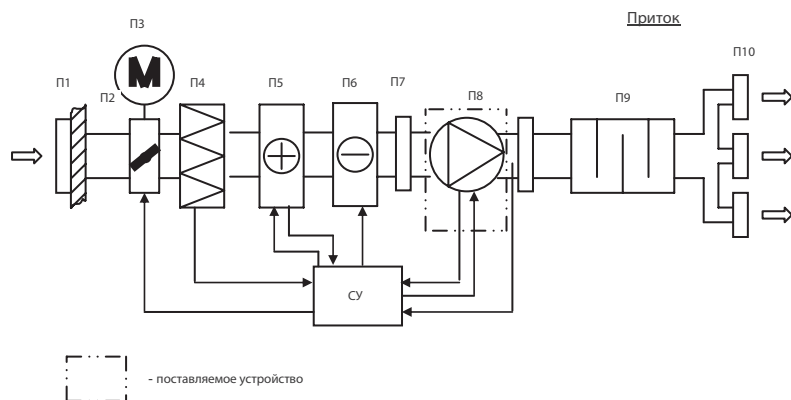 Приток
П3
П10
П1
П2
П4
П5
П6
П7
П8
П9
М
СУ
- поставляемое устройство